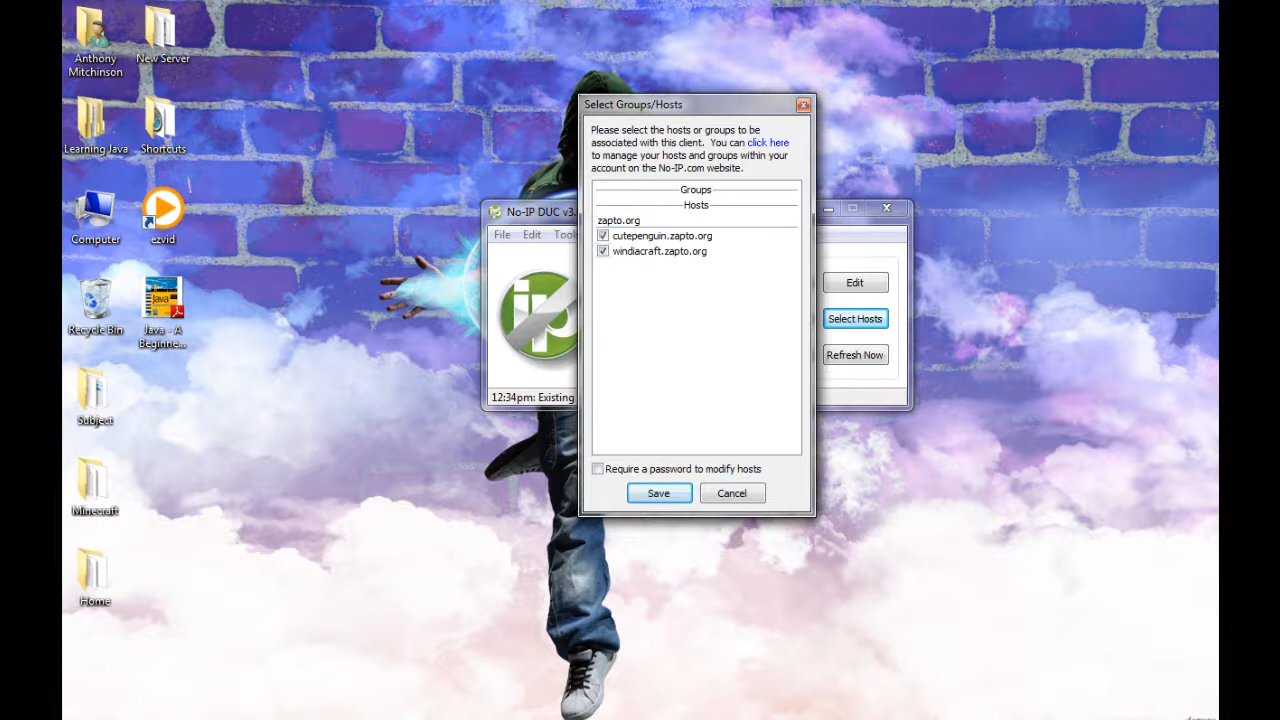 Anthony
Mitchinson
New Server
Learning Java
Shortcuts
Computer
ezvid
Recycle Bin
Java - A
Beginne...
Subject
Minecraft
Home
No-IP DUC v3.
File Edit Tools
ip
12:34pm: Existing
Edit
Select Hosts
Refresh Now
Select Groups/Hosts
Please select the hosts or groups to be
associated with this client. You can click here
to manage your hosts and groups within your
account on the No-IP.com website.
Groups
Hosts
zapto.org
cutepenguin.zapto.org
windiacraft.zapto.org
Require a password to modify hosts
Save Cancel